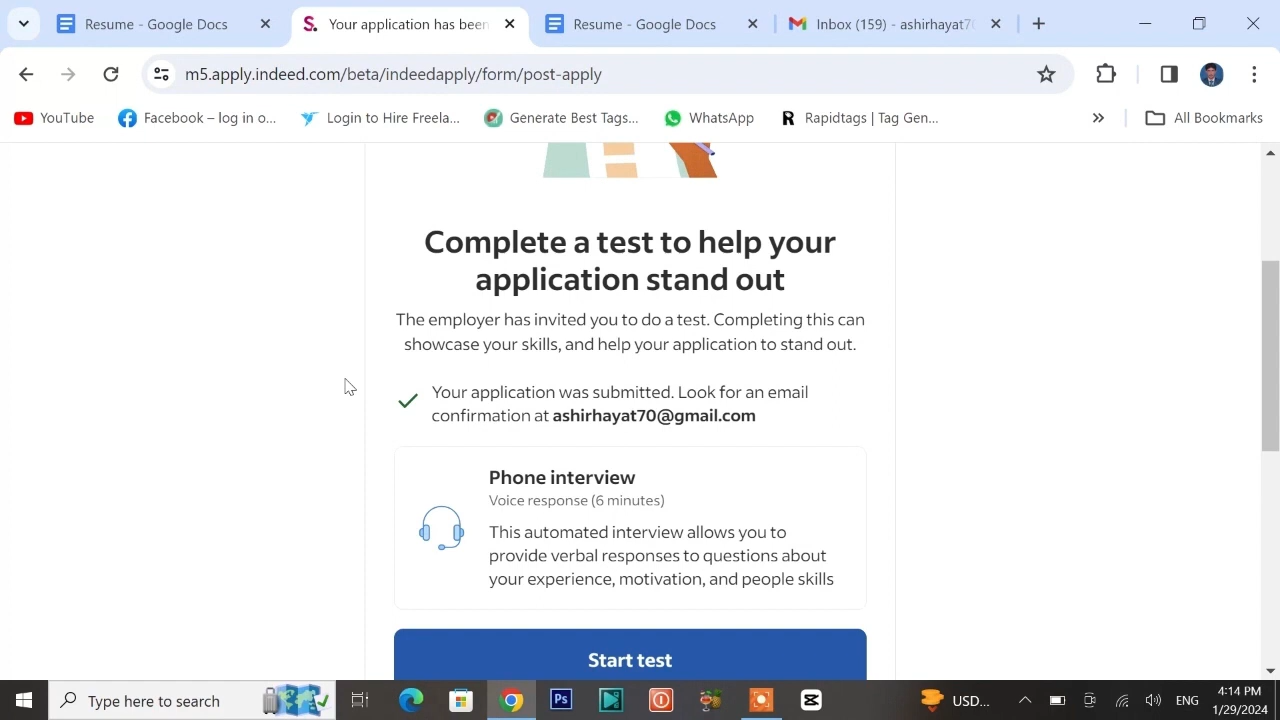 Resume - Google Docs
Your application has been
Resume - Google Docs
Inbox (159) - ashirhayat70
m5.apply.indeed.com/beta/indeedapply/form/post-apply
YouTube
Facebook – log in o...
Login to Hire Freela...
Generate Best Tags...
WhatsApp
R Rapidtags | Tag Gen...
All Bookmarks
Complete a test to help your
application stand out
The employer has invited you to do a test. Completing this can
showcase your skills, and help your application to stand out.
Your application was submitted. Look for an email
confirmation at ashirhayat70@gmail.com
Phone interview
Voice response (6 minutes)
This automated interview allows you to
provide verbal responses to questions about
your experience, motivation, and people skills
Start test
Type here to search
Ps
USD...
ENG
4:14 PM
1/29/2024